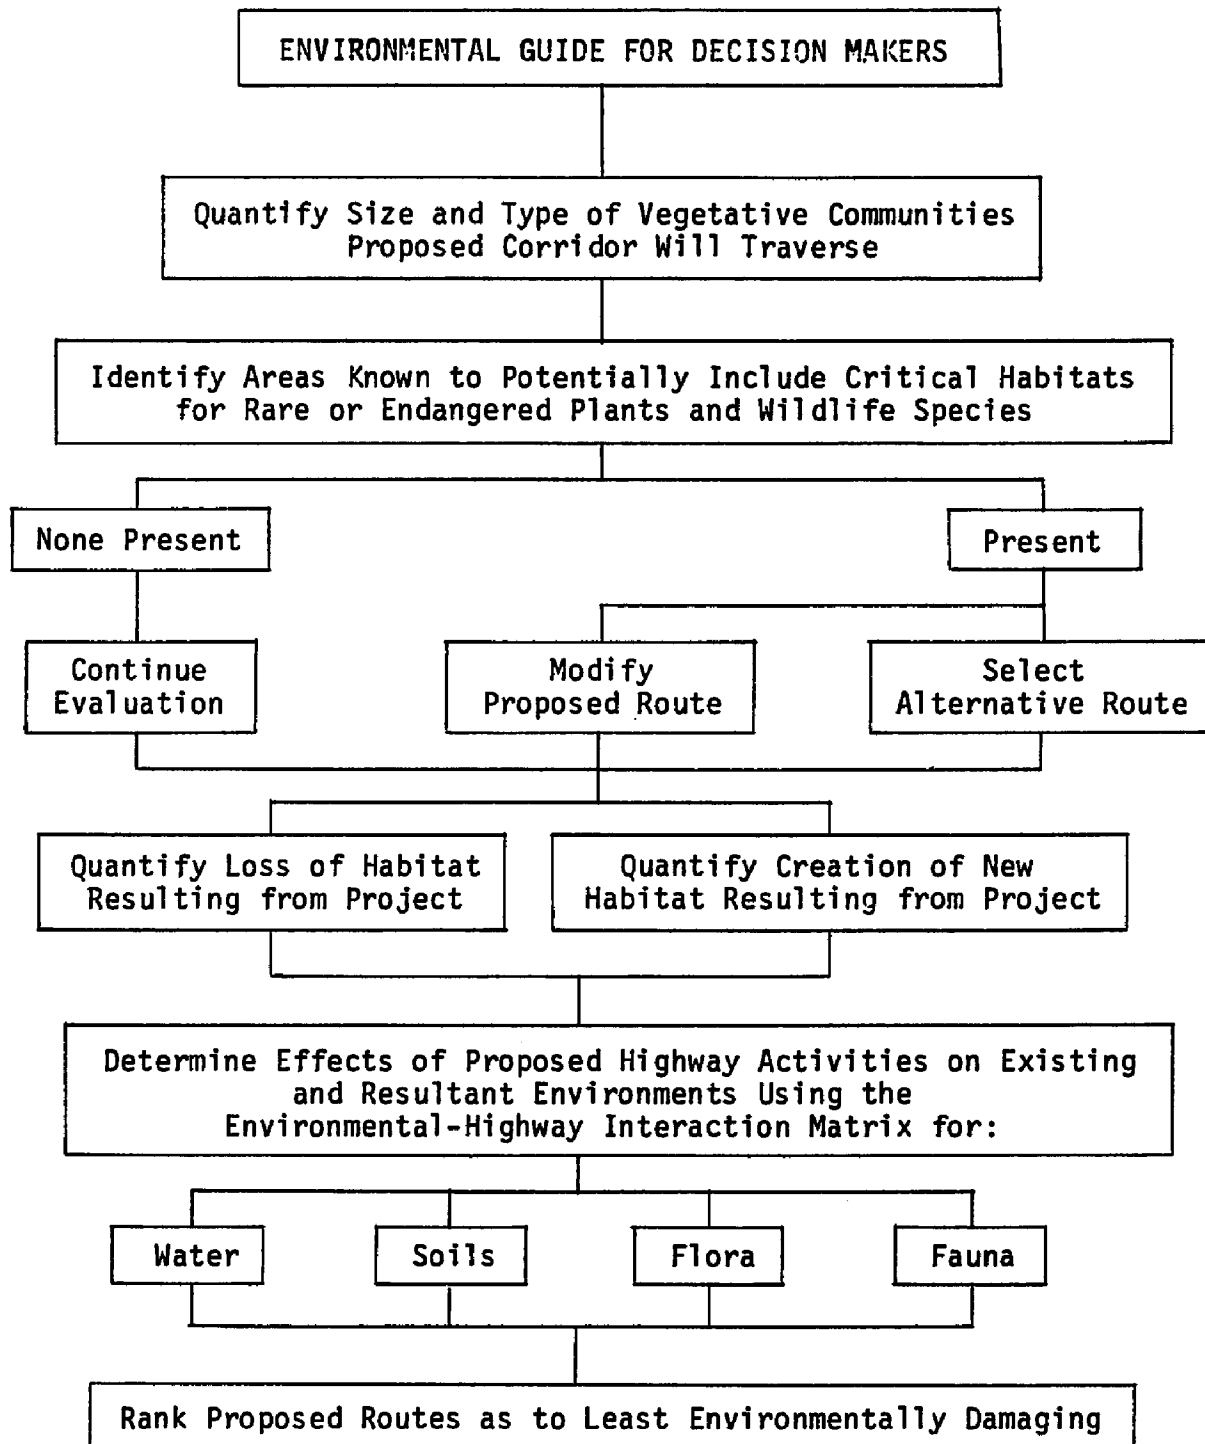 ENVIRONMENTAL GUIDE FOR DECISION MAKERS
Quantify Size and Type of Vegetative Communities
Proposed Corridor Will Traverse
Identify Areas Known to Potentially Include Critical Habitats
for Rare or Endangered Plants and Wildlife Species
None Present
Present
Continue
Evaluation
Modify
Proposed Route
Select
Alternative Route
Quantify Loss of Habitat
Resulting from Project
Quantify Creation of New
Habitat Resulting from Project
Determine Effects of Proposed Highway Activities on Existing
and Resultant Environments Using the
Environmental-Highway Interaction Matrix for:
Water
Soils
Flora
Fauna
Rank Proposed Routes as to Least Environmentally Damaging